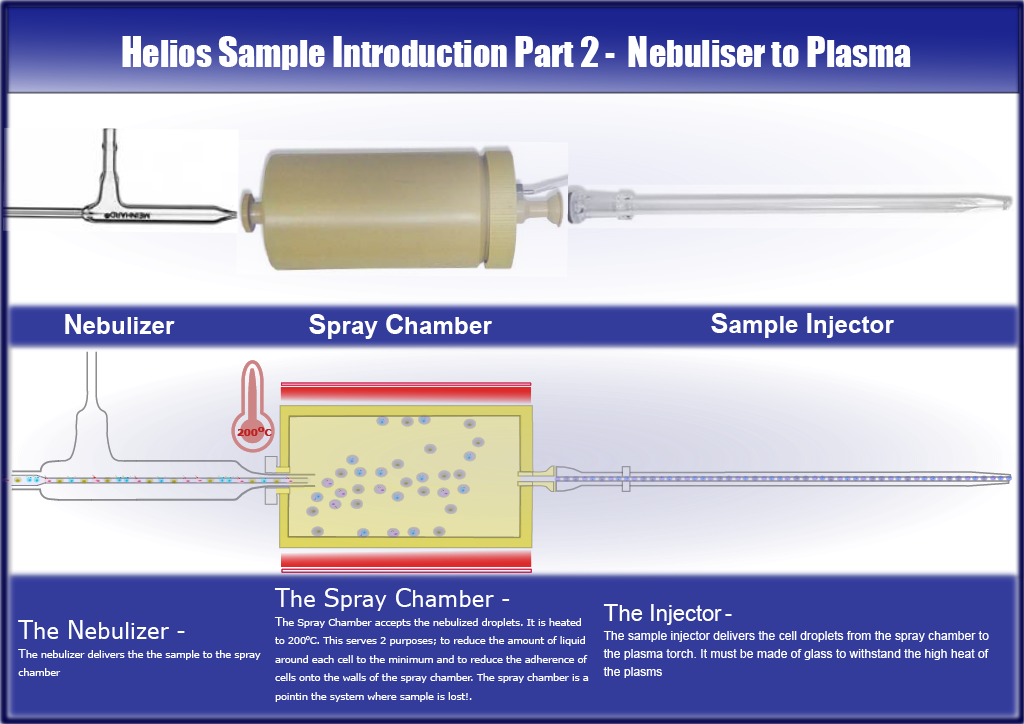 Helios Sample Introduction Part 2 - Nebuliser to Plasma
MEINHARD®
Nebulizer
Spray Chamber
Sample Injector
200°C
The Nebulizer -
The nebulizer delivers the the sample to the spray
chamber
The Spray Chamber -
The Spray Chamber accepts the nebulized droplets. It is heated
to 200°C. This serves 2 purposes; to reduce the amount of liquid
around each cell to the minimum and to reduce the adherence of
cells onto the walls of the spray chamber. The spray chamber is a
pointin the system where sample is lost!.
The Injector -
The sample injector delivers the cell droplets from the spray chamber to
the plasma torch. It must be made of glass to withstand the high heat of
the plasms